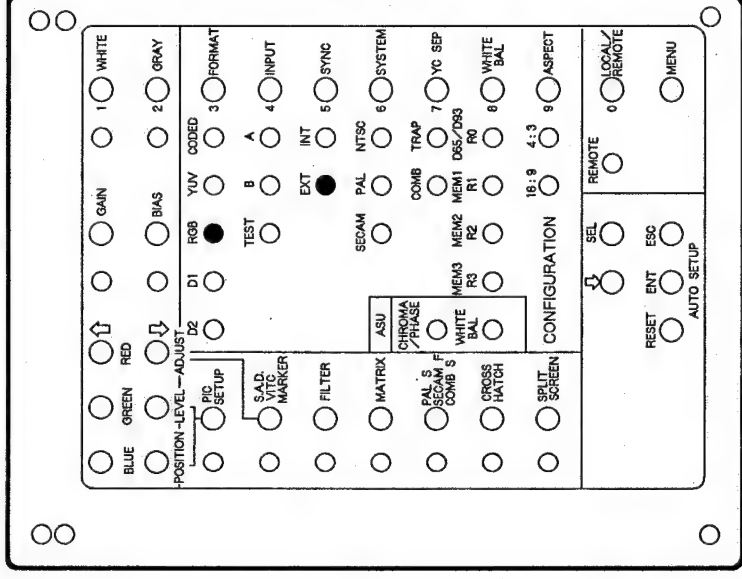 GAIN 1 WHITE
BLUE GREEN RED
BIAS 2 GRAY
-POSITION-LEVEL-ADJUST-
D2 D1 RGB YUV CODED
PIC
SETUP
3 FORMAT
TEST B A
S.A.D.
VITC
MARKER
4 INPUT
EXT INT
FILTER
5 SYNC
SECAM PAL NTSC
MATRIX
ASU
6 SYSTEM
COMB TRAP
PAL S
SECAM F
COMB S
CHROMA
/PHASE
7 YC SEP
MEM3 MEM2 MEM1 D65/D93
R3 R2 R1 R0
CROSS
HATCH
WHITE
BAL
8 WHITE
BAL
16:9 4:3
SPLIT
SCREEN
CONFIGURATION
9 ASPECT
SEL
REMOTE
0 LOCAL/
REMOTE
RESET ENT ESC
AUTO SETUP
MENU